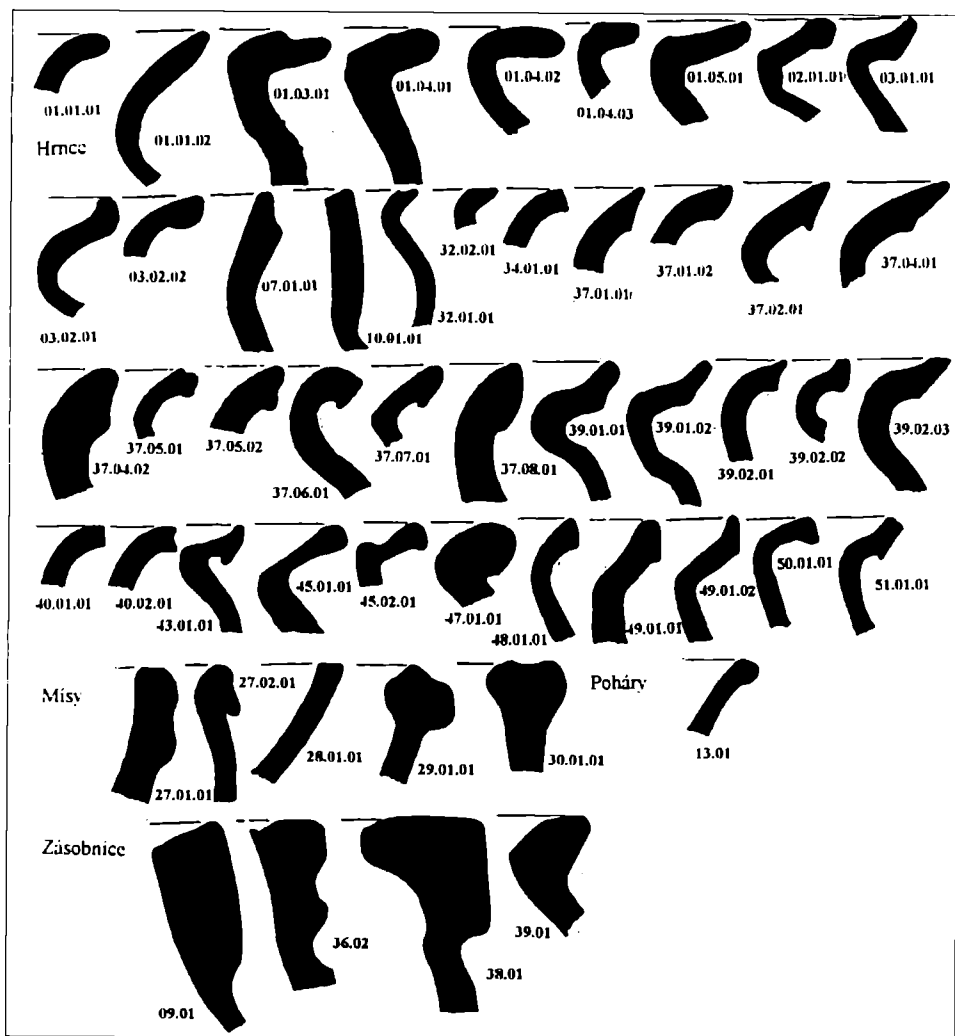 01.01.01 01.01.02 01.03.01 01.04.01 01.04.02 01.04.03 01.05.01 02.01.01 03.01.01
Hrnce
03.02.01 03.02.02 07.01.01 10.01.01 32.01.01 32.02.01 34.01.01 37.01.01 37.01.02 37.02.01 37.04.01
37.04.02 37.05.01 37.05.02 37.06.01 37.07.01 37.08.01 39.01.01 39.01.02 39.02.01 39.02.02 39.02.03
40.01.01 40.02.01 43.01.01 45.01.01 45.02.01 47.01.01 48.01.01 49.01.01 49.01.02 50.01.01 51.01.01
Mísy 27.01.01 27.02.01 28.01.01 29.01.01 30.01.01
Poháry 13.01
Zásobnice 09.01 36.02 38.01 39.01